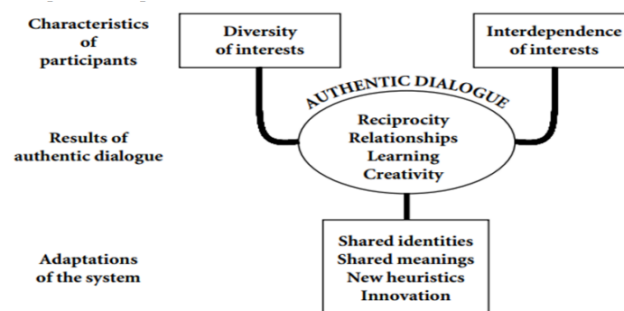 Characteristics
of
participants
Diversity
of interests
Interdependence
of interests
AUTHENTIC DIALOGUE
Results of
authentic dialogue
Reciprocity
Relationships
Learning
Creativity
Adaptations
of the system
Shared identities
Shared meanings
New heuristics
Innovation